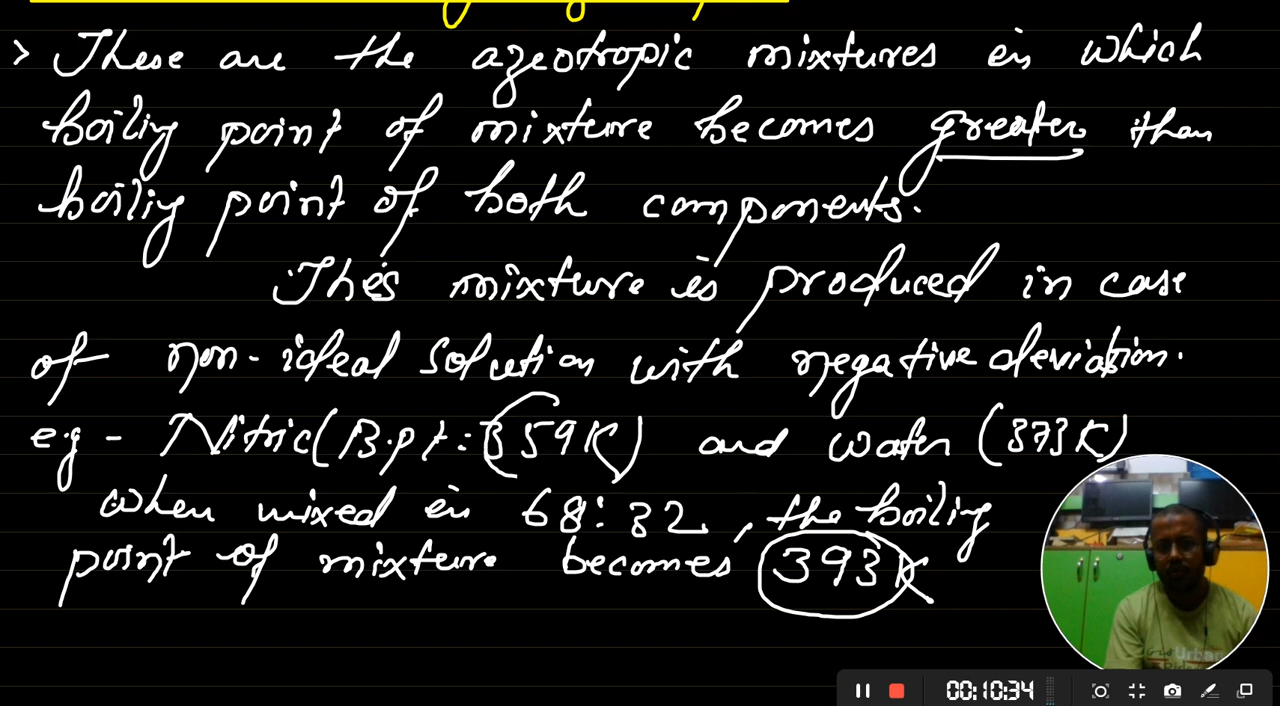 > These are the azeotropic mixtures in which
boiling point of mixture becomes greater than
boiling point of both components.
This mixture is produced in case
of non-ideal solution with negative deviation.
e.g - Nitric (B.pt = 359K) and water (373K)
when mixed in 68:32, the boiling
point of mixture becomes 393K
00:10:34
Urban